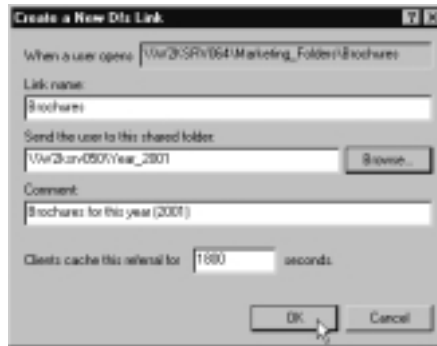 Create a New Dfs Link
When a user opens: \\W2KSRV064\Marketing_Folders\Brochures
Link name:
Brochures
Send the user to this shared folder:
\\W2ksrv050\Year_2001
Browse...
Comment:
Brochures for this year (2001)
Clients cache this referral for 1800 seconds
OK Cancel